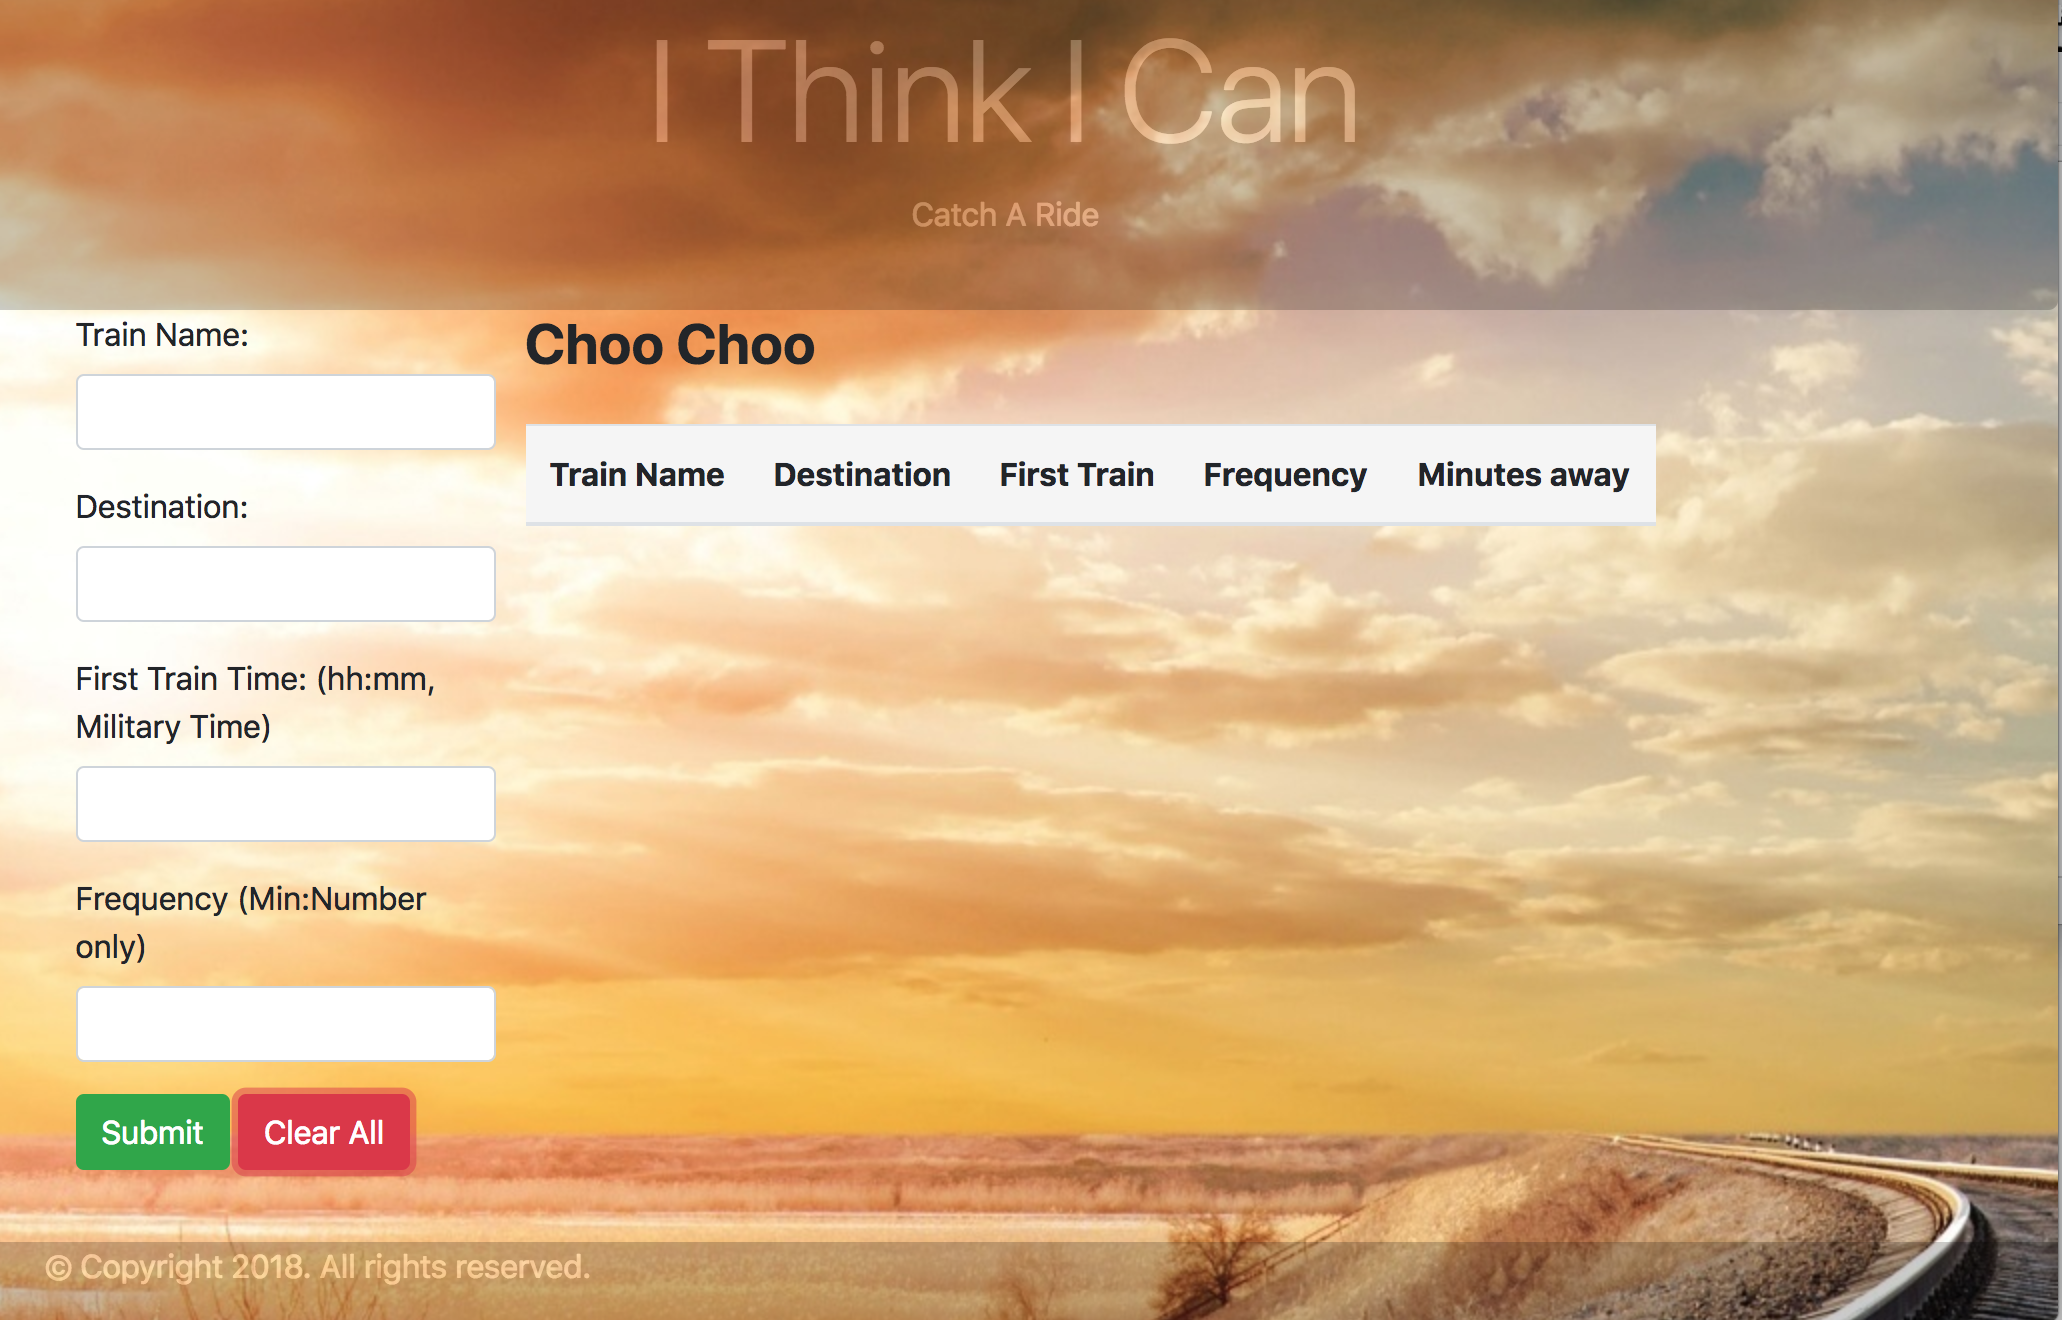 I Think I Can
Catch A Ride
Train Name:
Destination:
First Train Time: (hh:mm,
Military Time)
Frequency (Min:Number
only)
Submit Clear All
Choo Choo
Train Name Destination First Train Frequency Minutes away
© Copyright 2018. All rights reserved.